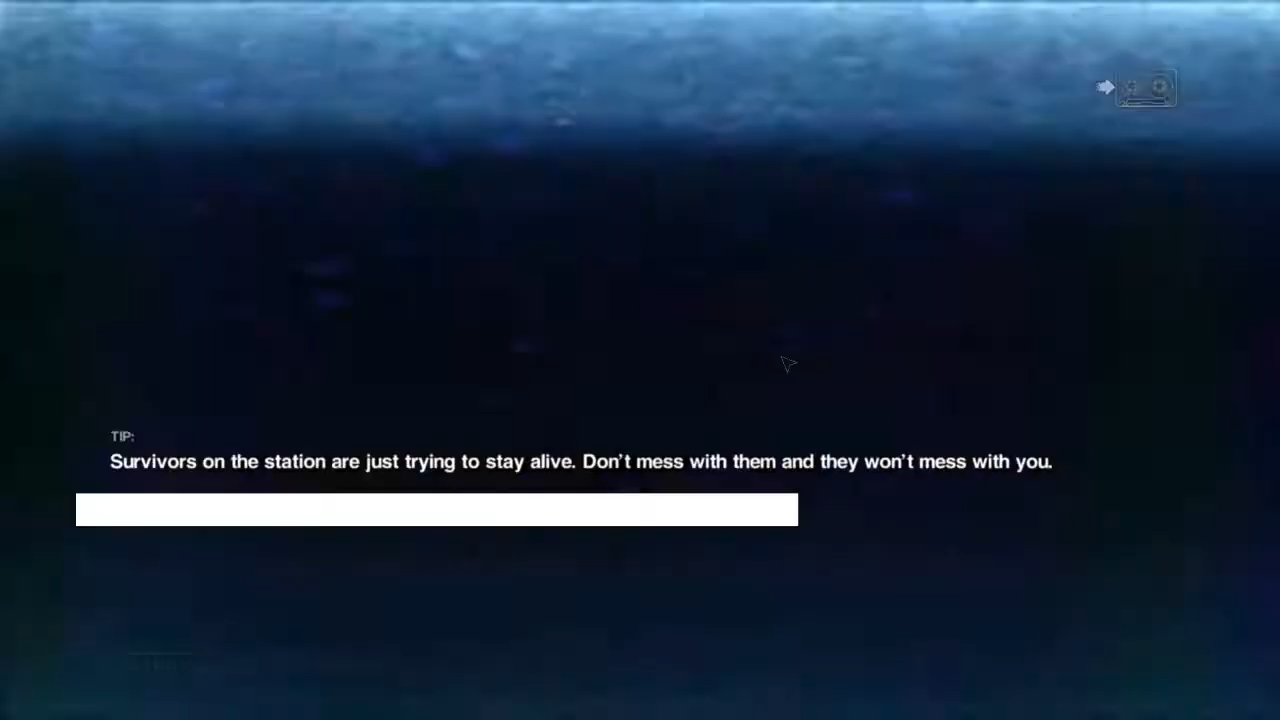 TIP:
Survivors on the station are just trying to stay alive. Don't mess with them and they won't mess with you.